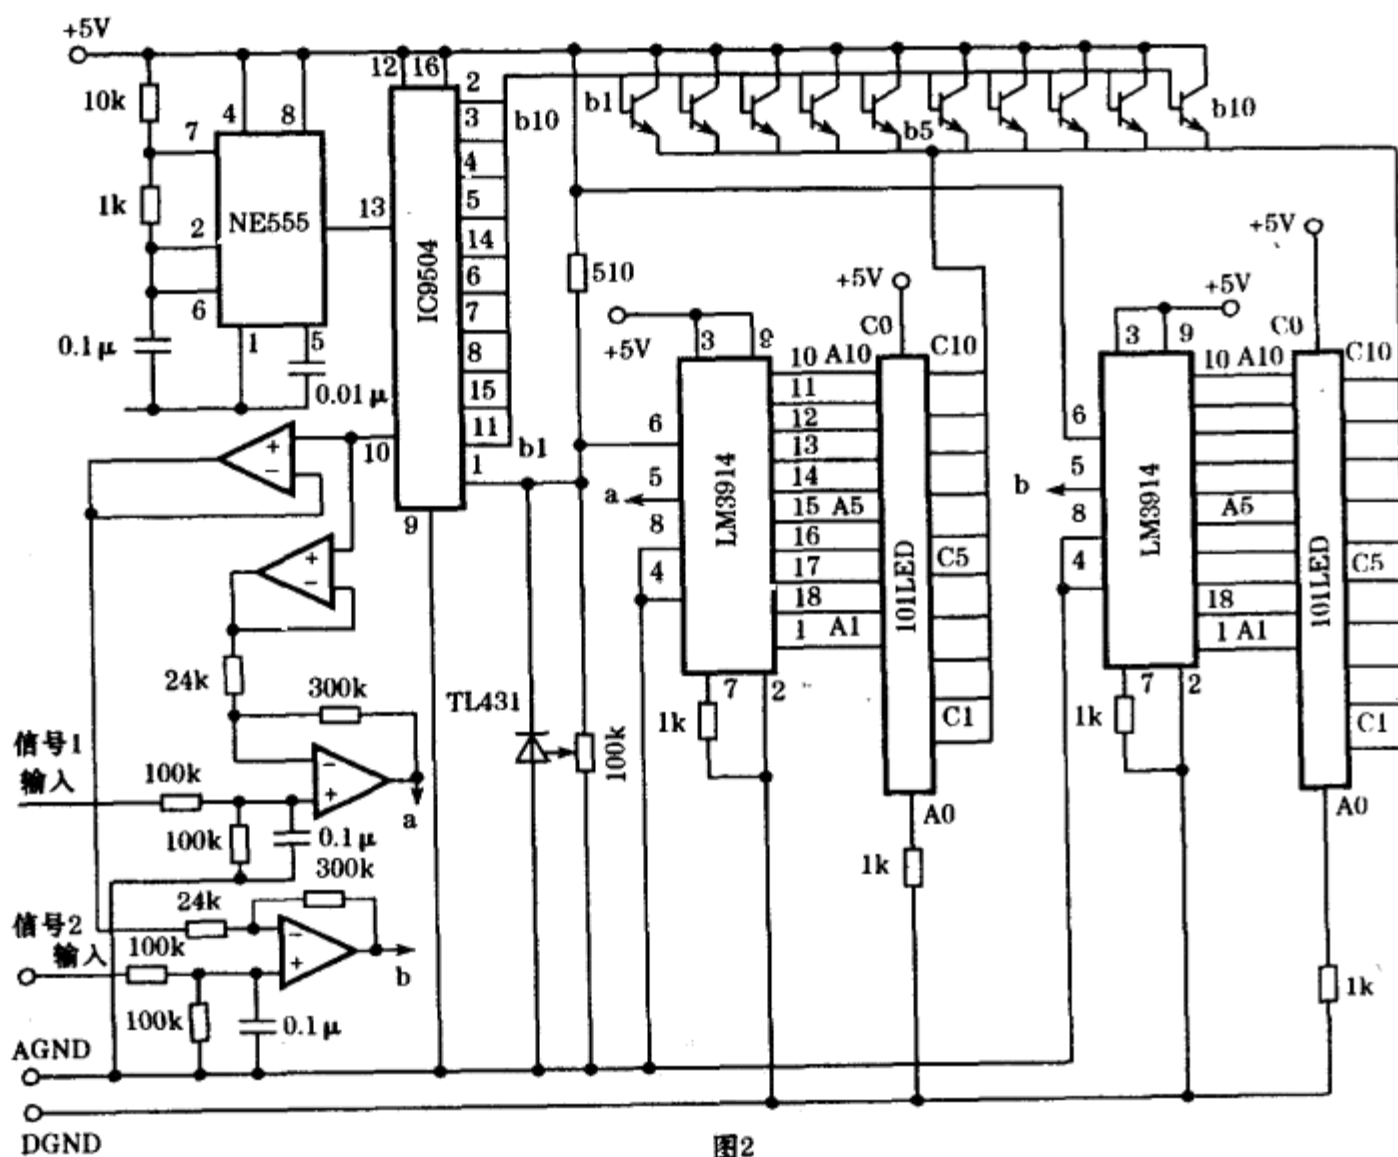 +5V
12
16
2
10k
3
b10
b1
b10
4
8
b5
7
4
1k
NE555
13
5
2
14
+5V
IC9504
6
510
6
7
+5V
+5V
0.1μ
1
5
8
+5V
3
9
C0
C10
3
9
C0
C10
0.01μ
15
10
A10
10
A10
11
11
+
10
b1
6
12
6
−
1
13
5
14
5
a
15
A5
b
A5
9
8
LM3914
16
C5
8
LM3914
C5
+
4
17
101LED
4
101LED
−
18
18
1
A1
1
A1
24k
300k
TL431
7
2
C1
7
2
C1
1k
1k
信号1
100k
输入
100k
−
+
a
A0
A0
100k
0.1μ
300k
1k
24k
信号2
100k
−
输入
+
b
1k
100k
0.1μ
AGND
DGND
图2